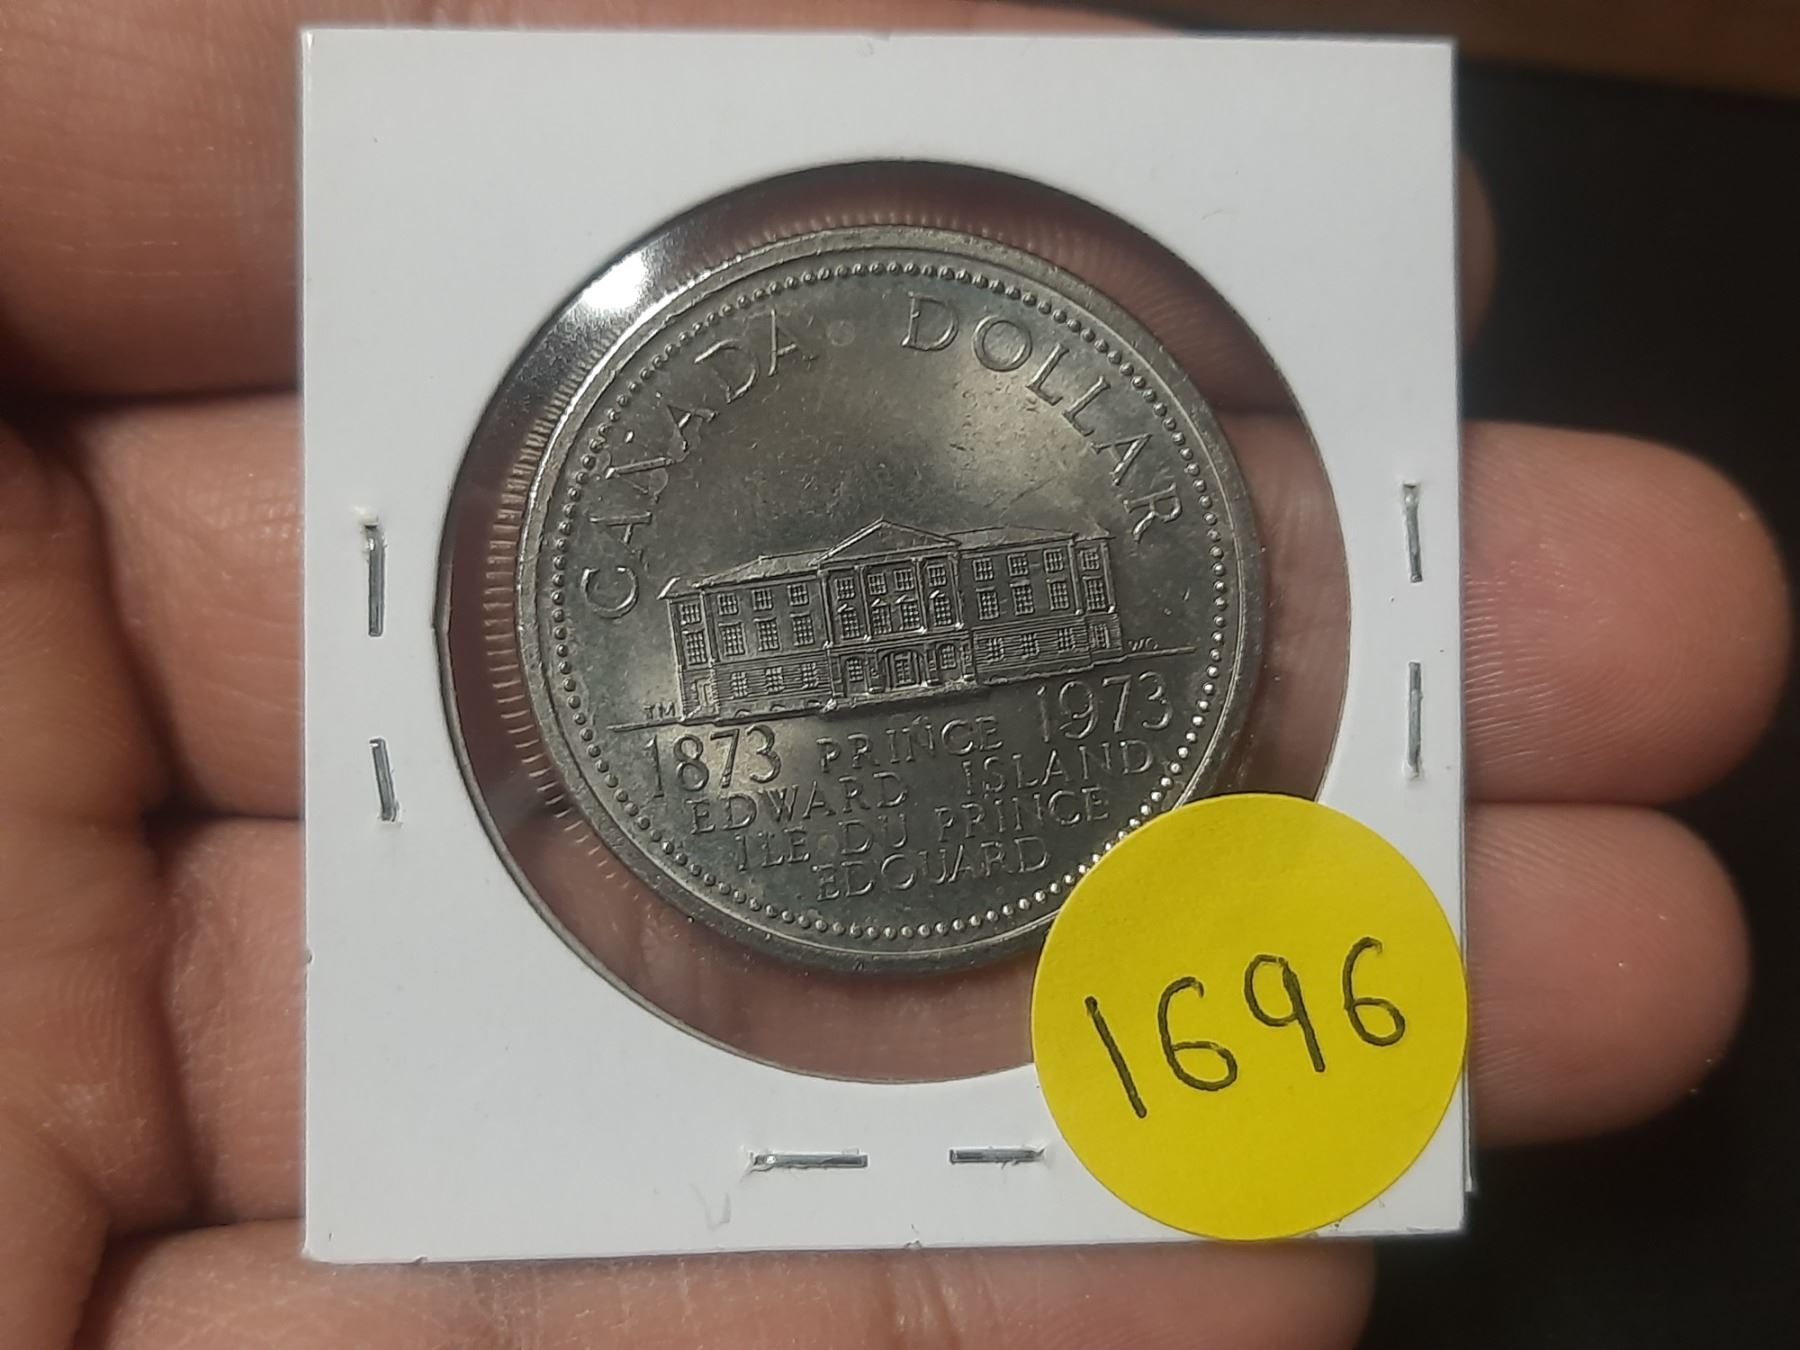 CANADA DOLLAR
TM WC
1873 PRINCE 1973
EDWARD ISLAND
ILE DU PRINCE
EDOUARD
1696